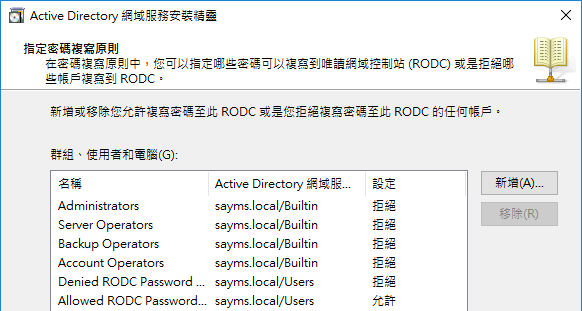 Active Directory 網域服務安裝精靈
指定密碼複寫原則
在密碼複寫原則中，您可以指定哪些密碼可以複寫到唯讀網域控制站 (RODC) 或是拒絕哪
些帳戶複寫到 RODC。
新增或移除您允許複寫密碼至此 RODC 或是您拒絕複寫密碼至此 RODC 的任何帳戶。
群組、使用者和電腦(G):
名稱 Active Directory 網域服... 設定 新增(A)...
Administrators sayms.local/Builtin 拒絕 移除(R)
Server Operators sayms.local/Builtin 拒絕
Backup Operators sayms.local/Builtin 拒絕
Account Operators sayms.local/Builtin 拒絕
Denied RODC Password ... sayms.local/Users 拒絕
Allowed RODC Password... sayms.local/Users 允許